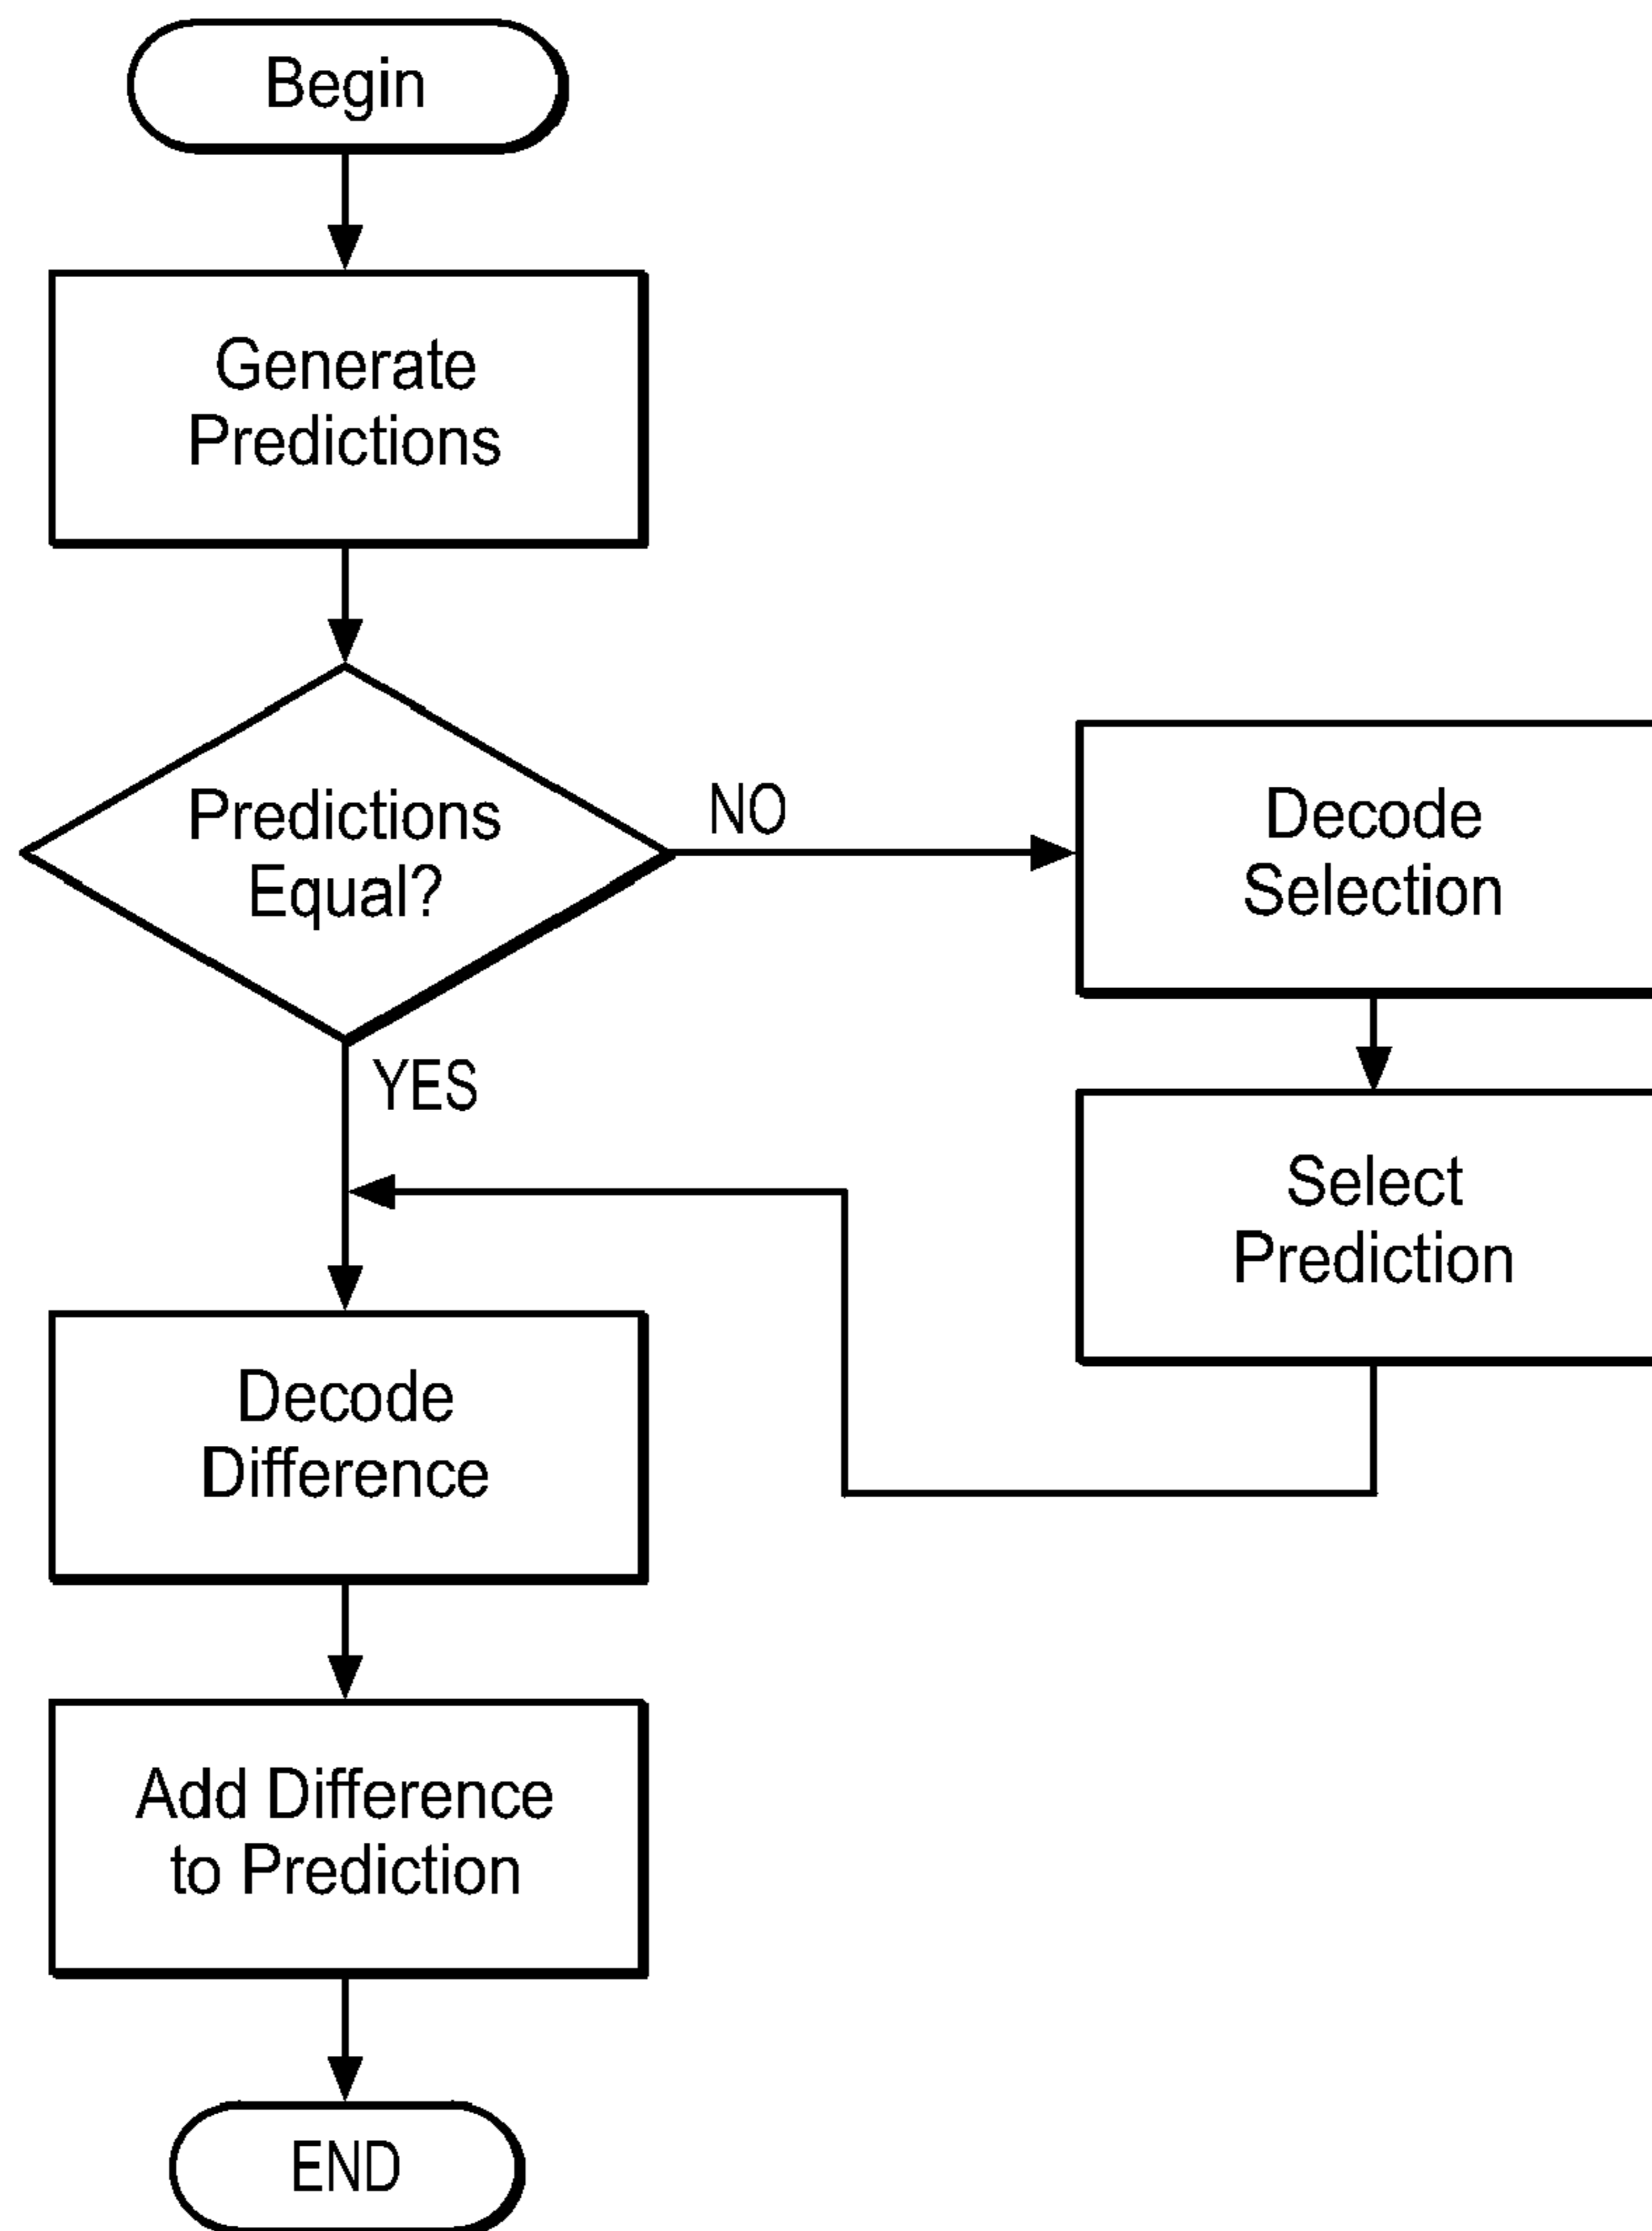 Begin
Generate
Predictions
Predictions
Equal?
NO
YES
Decode
Selection
Select
Prediction
Decode
Difference
Add Difference
to Prediction
END